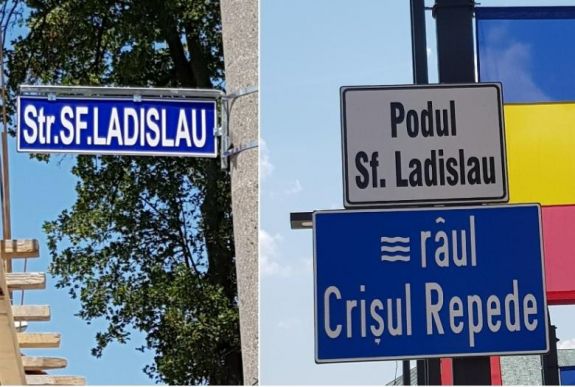 Str.SF.LADISLAU
Podul
Sf. Ladislau
râul
Crișul Repede